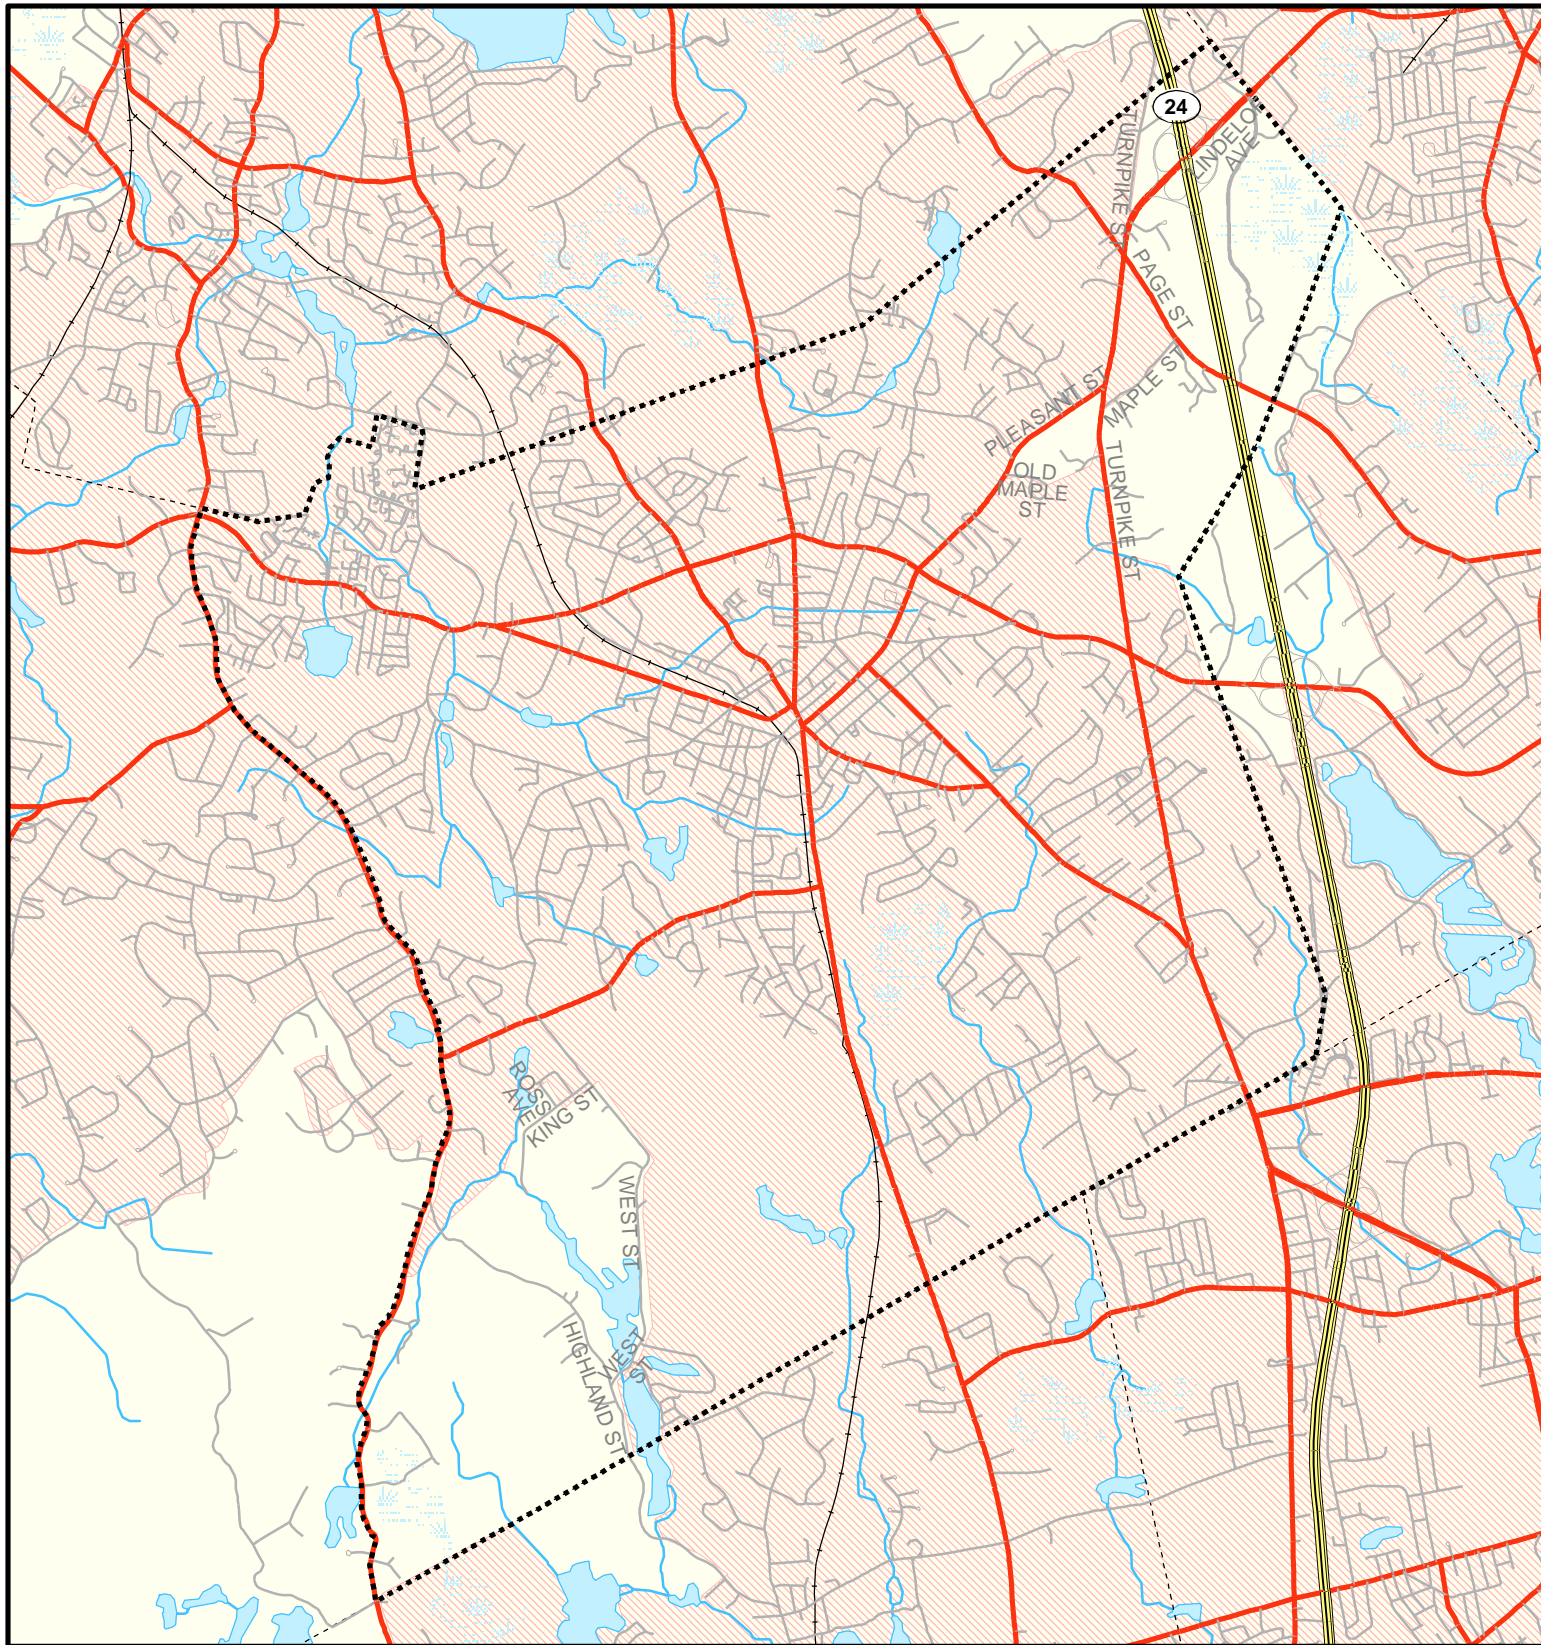 24
LINDELOF
AVE
TURNPIKE ST
PAGE ST
PLEASANT ST
MAPLE ST
OLD
MAPLE
ST
TURNPIKE ST
ROSS
AVE
KING ST
WEST ST
WEST ST
HIGHLAND ST